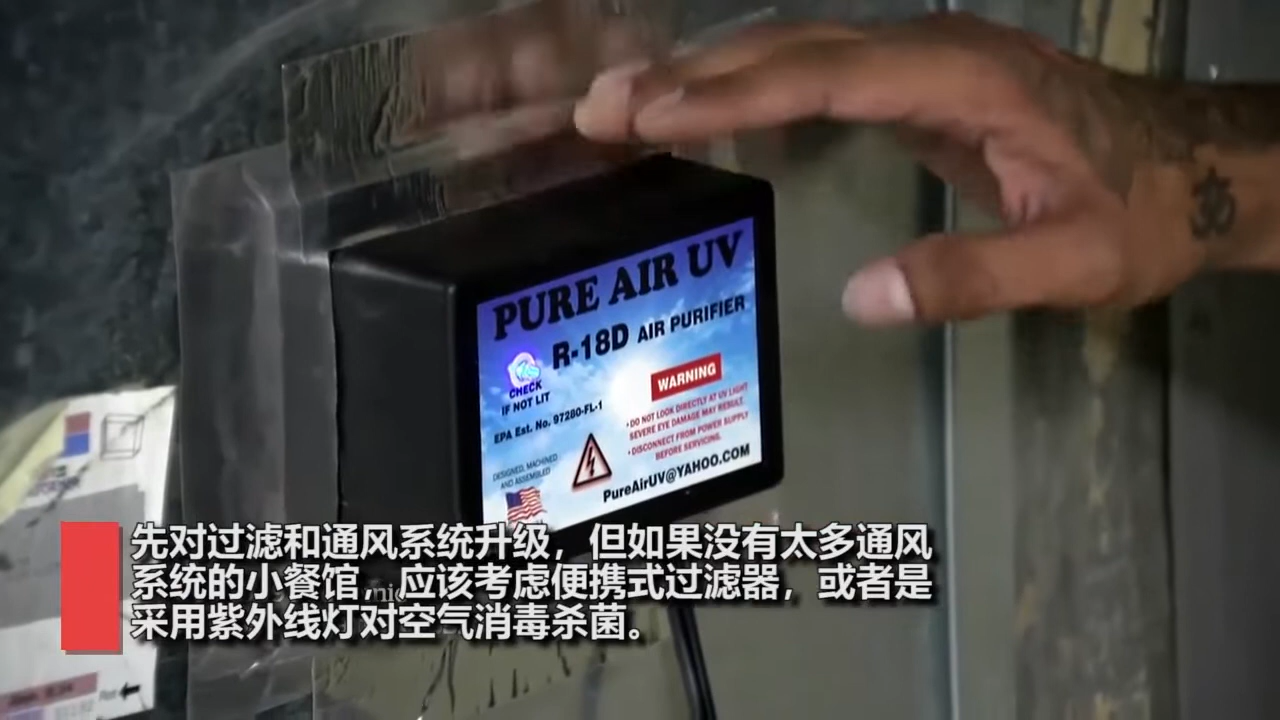 PURE AIR UV
R-18D AIR PURIFIER
CHECK
IF NOT LIT
WARNING
EPA Est. No. 97280-FL-1
• DO NOT LOOK DIRECTLY AT UV LIGHT
SEVERE EYE DAMAGE MAY RESULT.
• DISCONNECT FROM POWER SUPPLY
BEFORE SERVICING.
DESIGNED, MACHINED
AND ASSEMBLED
PureAirUV@YAHOO.COM
先对过滤和通风系统升级，但如果没有太多通风
系统的小餐馆，应该考虑便携式过滤器，或者是
采用紫外线灯对空气消毒杀菌。